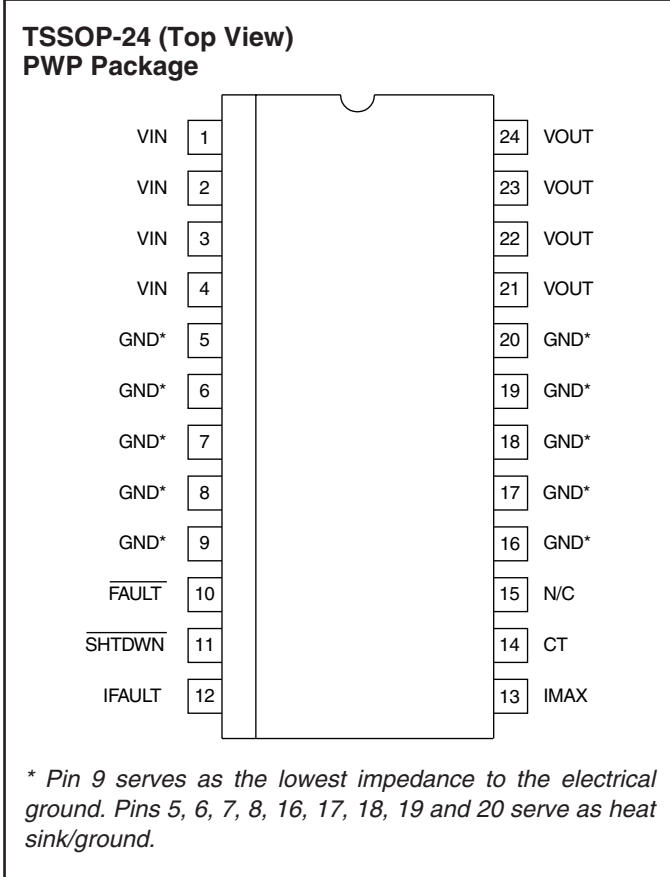 TSSOP-24 (Top View)
PWP Package
VIN 1 24 VOUT
VIN 2 23 VOUT
VIN 3 22 VOUT
VIN 4 21 VOUT
GND* 5 20 GND*
GND* 6 19 GND*
GND* 7 18 GND*
GND* 8 17 GND*
GND* 9 16 GND*
FAULT 10 15 N/C
SHTDWN 11 14 CT
IFAULT 12 13 IMAX
* Pin 9 serves as the lowest impedance to the electrical
ground. Pins 5, 6, 7, 8, 16, 17, 18, 19 and 20 serve as heat
sink/ground.